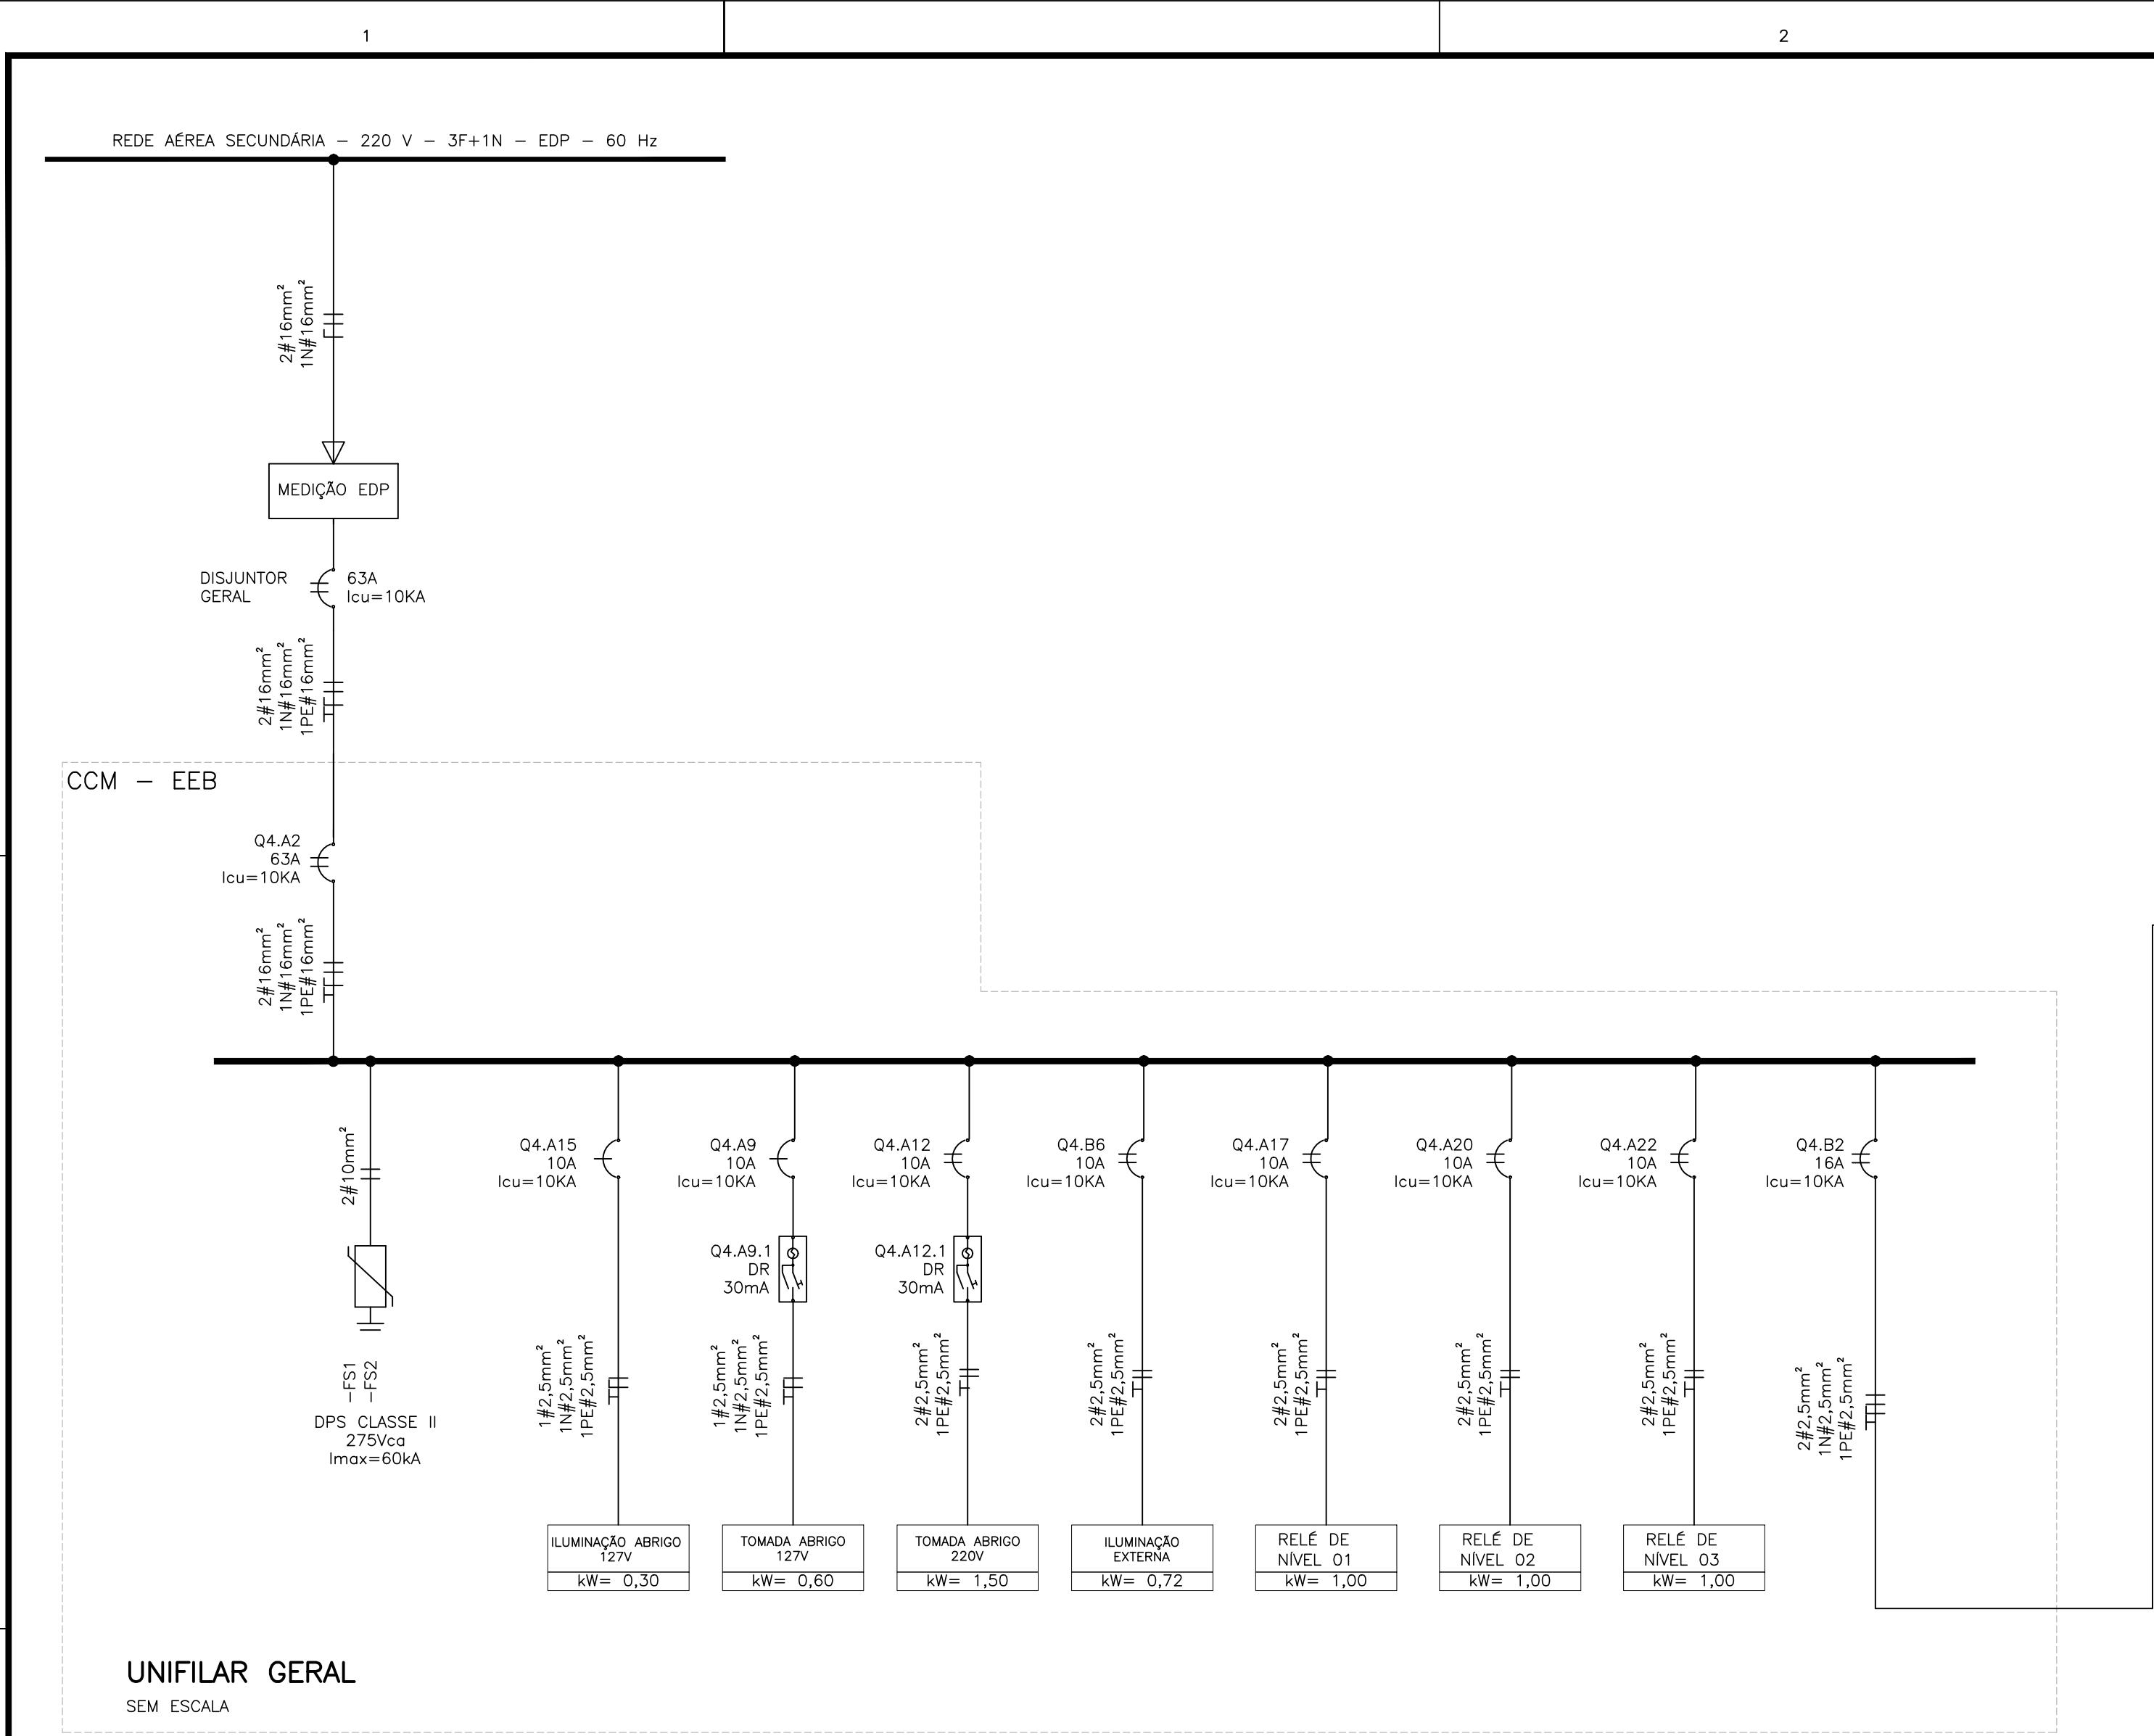 1
2
REDE AÉREA SECUNDÁRIA – 220 V – 3F+1N – EDP – 60 Hz
2#16mm²
1N#16mm²
MEDIÇÃO EDP
DISJUNTOR
GERAL
63A
Icu=10KA
2#16mm²
1N#16mm²
1PE#16mm²
CCM – EEB
Q4.A2
63A
Icu=10KA
2#16mm²
1N#16mm²
1PE#16mm²
2#10mm²
-FS1
-FS2
DPS CLASSE II
275Vca
Imax=60kA
Q4.A15
10A
Icu=10KA
1#2,5mm²
1N#2,5mm²
1PE#2,5mm²
ILUMINAÇÃO ABRIGO
127V
kW= 0,30
Q4.A9
10A
Icu=10KA
Q4.A9.1
DR
30mA
1#2,5mm²
1N#2,5mm²
1PE#2,5mm²
TOMADA ABRIGO
127V
kW= 0,60
Q4.A12
10A
Icu=10KA
Q4.A12.1
DR
30mA
2#2,5mm²
1PE#2,5mm²
TOMADA ABRIGO
220V
kW= 1,50
Q4.B6
10A
Icu=10KA
2#2,5mm²
1PE#2,5mm²
ILUMINAÇÃO
EXTERNA
kW= 0,72
Q4.A17
10A
Icu=10KA
2#2,5mm²
1PE#2,5mm²
RELÉ DE
NÍVEL 01
kW= 1,00
Q4.A20
10A
Icu=10KA
2#2,5mm²
1PE#2,5mm²
RELÉ DE
NÍVEL 02
kW= 1,00
Q4.A22
10A
Icu=10KA
2#2,5mm²
1PE#2,5mm²
RELÉ DE
NÍVEL 03
kW= 1,00
Q4.B2
16A
Icu=10KA
2#2,5mm²
1N#2,5mm²
1PE#2,5mm²
UNIFILAR GERAL
SEM ESCALA